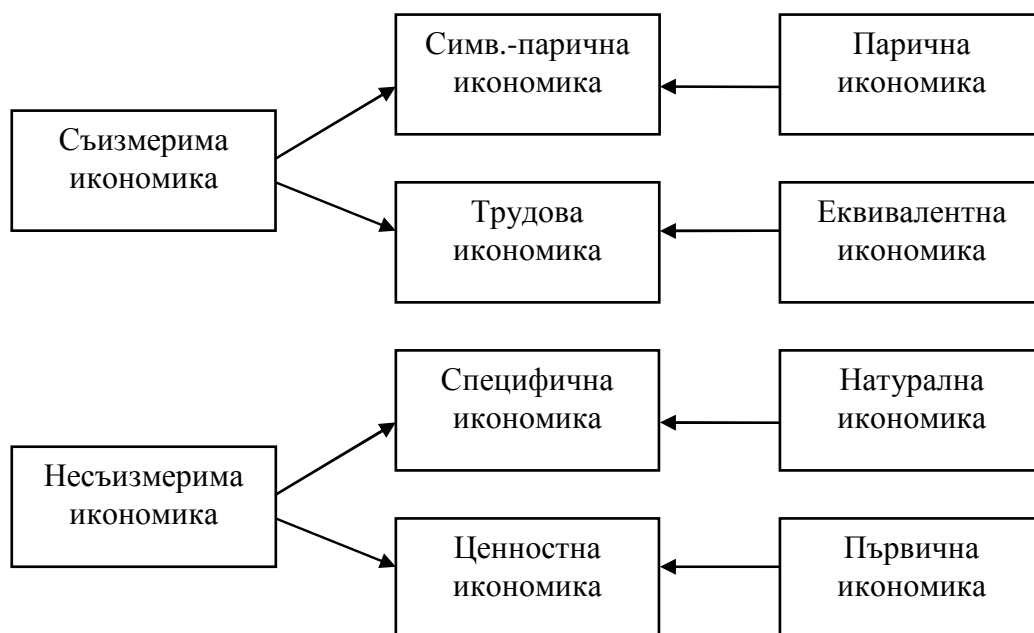 Симв.-парична
икономика
Парична
икономика
Съизмерима
икономика
Трудова
икономика
Еквивалентна
икономика
Специфична
икономика
Натурална
икономика
Несъизмерима
икономика
Ценностна
икономика
Първична
икономика